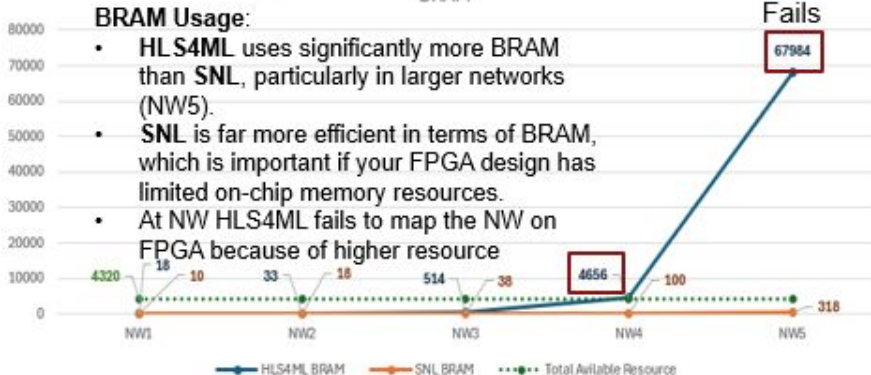 BRAM Usage:
Fails
80000
• HLS4ML uses significantly more BRAM
than SNL, particularly in larger networks
(NW5).
67984
70000
60000
50000
• SNL is far more efficient in terms of BRAM,
which is important if your FPGA design has
limited on-chip memory resources.
40000
30000
• At NW HLS4ML fails to map the NW on
FPGA because of higher resource
20000
10000
4320 18 10 33 18 514 38 4656 100
0
318
NW1 NW2 NW3 NW4 NW5
HLS4ML BRAM SNL BRAM Total Avilable Resource